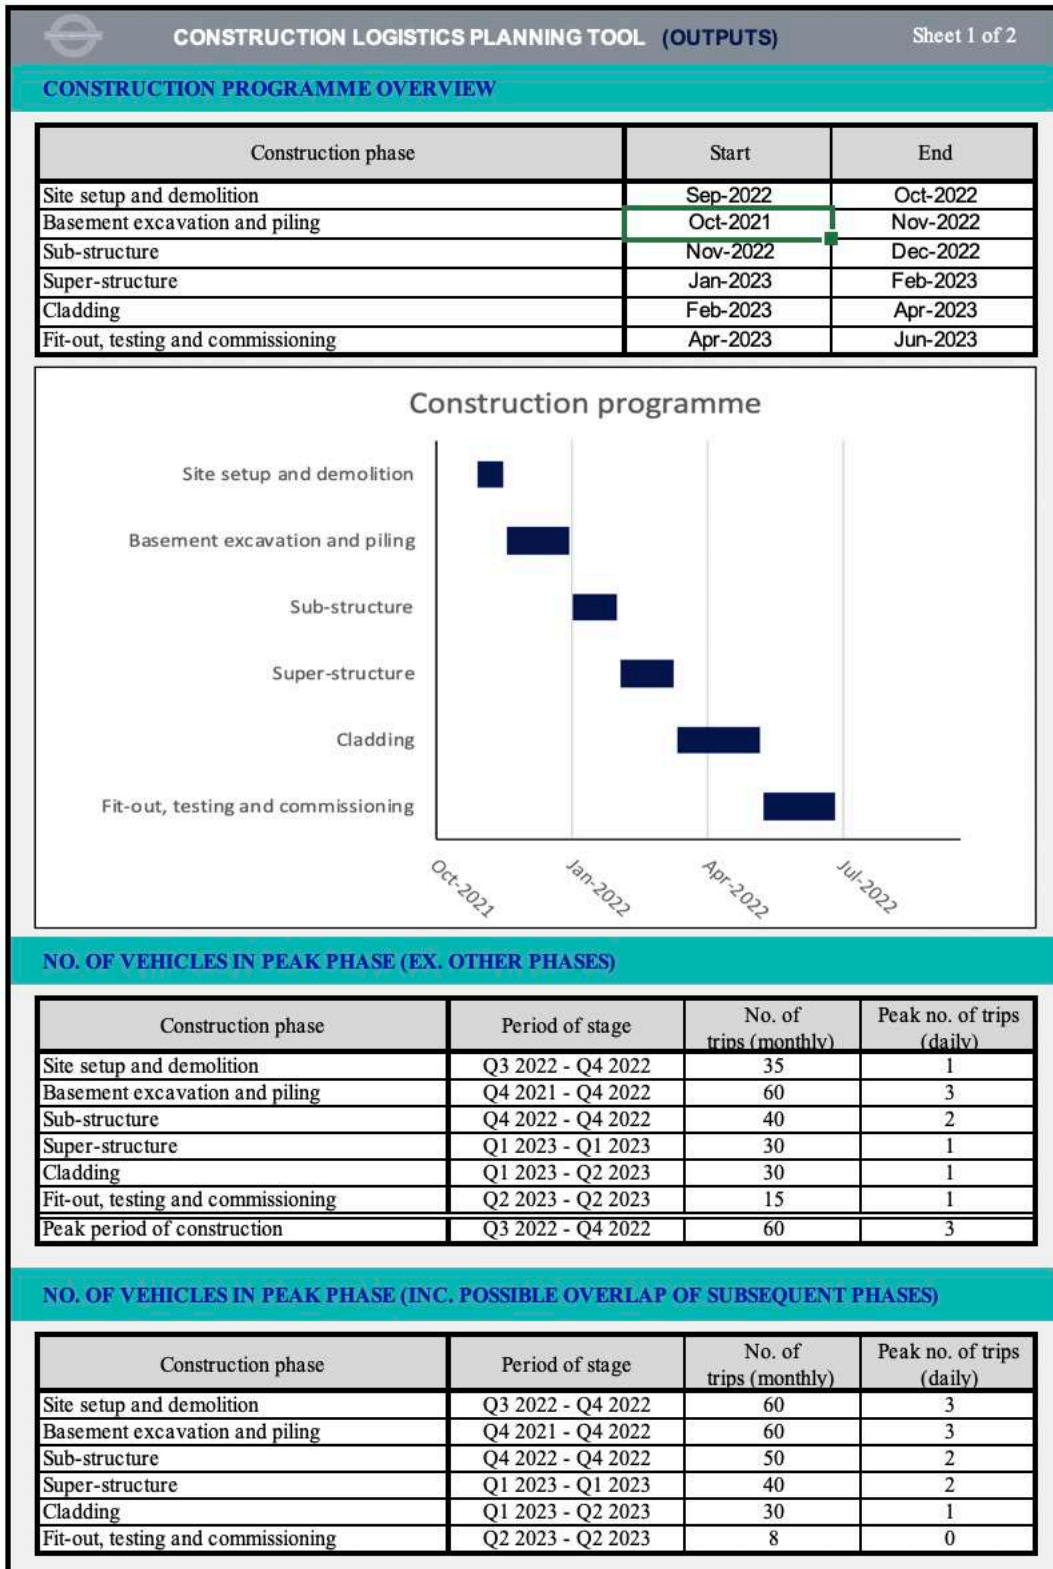 CONSTRUCTION LOGISTICS PLANNING TOOL (OUTPUTS) Sheet 1 of 2
CONSTRUCTION PROGRAMME OVERVIEW
Construction phase Start End
Site setup and demolition Sep-2022 Oct-2022
Basement excavation and piling Oct-2021 Nov-2022
Sub-structure Nov-2022 Dec-2022
Super-structure Jan-2023 Feb-2023
Cladding Feb-2023 Apr-2023
Fit-out, testing and commissioning Apr-2023 Jun-2023
Construction programme
Site setup and demolition
Basement excavation and piling
Sub-structure
Super-structure
Cladding
Fit-out, testing and commissioning
Oct-2021 Jan-2022 Apr-2022 Jul-2022
NO. OF VEHICLES IN PEAK PHASE (EX. OTHER PHASES)
Construction phase Period of stage No. of trips (monthly) Peak no. of trips (daily)
Site setup and demolition Q3 2022 - Q4 2022 35 1
Basement excavation and piling Q4 2021 - Q4 2022 60 3
Sub-structure Q4 2022 - Q4 2022 40 2
Super-structure Q1 2023 - Q1 2023 30 1
Cladding Q1 2023 - Q2 2023 30 1
Fit-out, testing and commissioning Q2 2023 - Q2 2023 15 1
Peak period of construction Q3 2022 - Q4 2022 60 3
NO. OF VEHICLES IN PEAK PHASE (INC. POSSIBLE OVERLAP OF SUBSEQUENT PHASES)
Construction phase Period of stage No. of trips (monthly) Peak no. of trips (daily)
Site setup and demolition Q3 2022 - Q4 2022 60 3
Basement excavation and piling Q4 2021 - Q4 2022 60 3
Sub-structure Q4 2022 - Q4 2022 50 2
Super-structure Q1 2023 - Q1 2023 40 2
Cladding Q1 2023 - Q2 2023 30 1
Fit-out, testing and commissioning Q2 2023 - Q2 2023 8 0